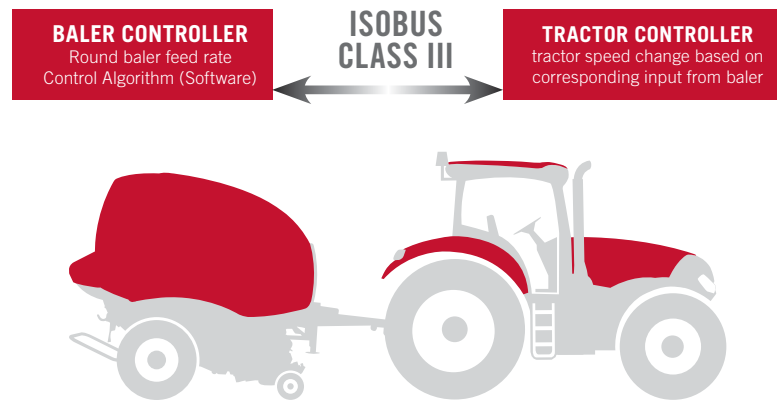 BALER CONTROLLER
Round baler feed rate
Control Algorithm (Software)
ISOBUS
CLASS III
TRACTOR CONTROLLER
tractor speed change based on
corresponding input from baler